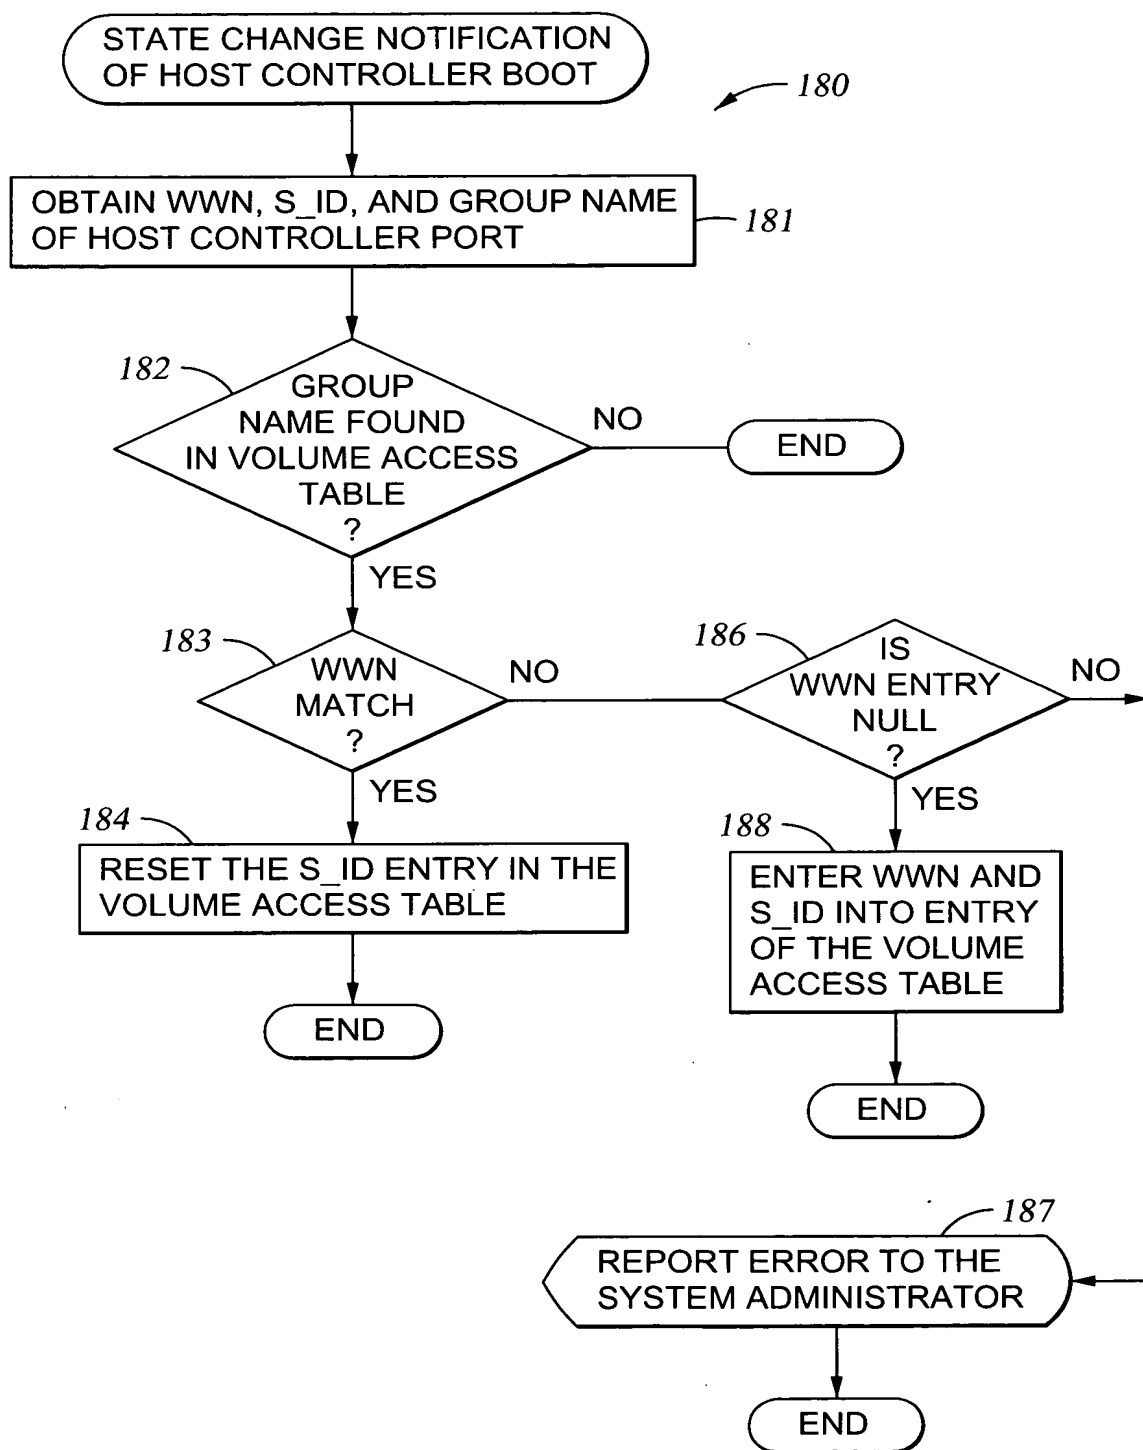 STATE CHANGE NOTIFICATION
OF HOST CONTROLLER BOOT
180
OBTAIN WWN, S_ID, AND GROUP NAME
OF HOST CONTROLLER PORT
181
182
GROUP
NAME FOUND
IN VOLUME ACCESS
TABLE
?
NO
END
YES
183
WWN
MATCH
?
NO
186
IS
WWN ENTRY
NULL
?
NO
YES
YES
184
RESET THE S_ID ENTRY IN THE
VOLUME ACCESS TABLE
END
188
ENTER WWN AND
S_ID INTO ENTRY
OF THE VOLUME
ACCESS TABLE
END
187
REPORT ERROR TO THE
SYSTEM ADMINISTRATOR
END